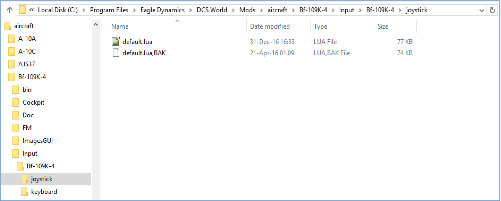 Local Disk (C:) > Program Files > Eagle Dynamics > DCS World > Mods > aircraft > Bf-109K-4 > Input > Bf-109K-4 > joystick
aircraft
A-10A
A-10C
AJS37
Bf-109K-4
bin
Cockpit
Doc
FM
ImagesGUI
Input
Bf-109K-4
joystick
keyboard
Name Date modified Type Size
default.lua 31-Dec-16 16:38 LUA File 77 KB
default.lua.BAK 21-Apr-16 01:09 LUA.BAK File 74 KB